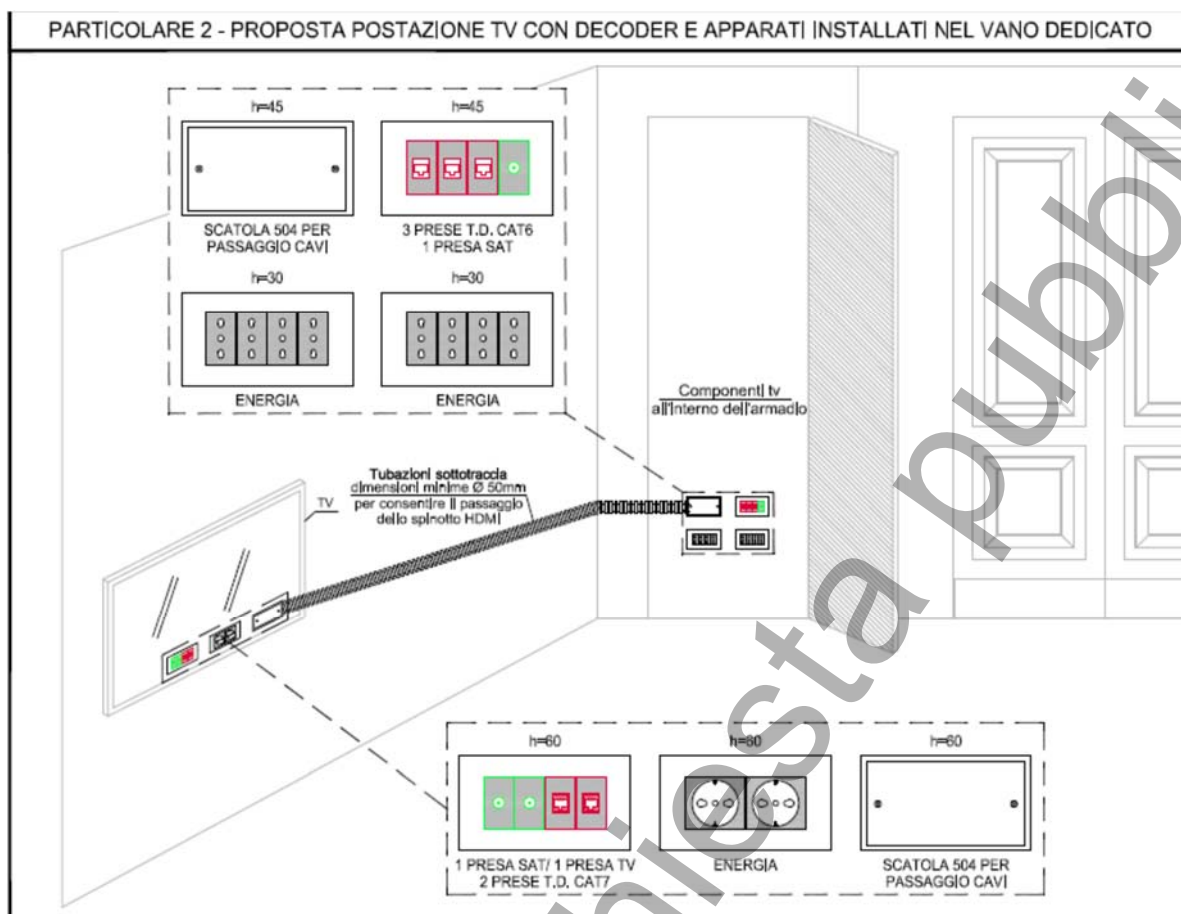 PARTICOLARE 2 - PROPOSTA POSTAZIONE TV CON DECODER E APPARATI INSTALLATI NEL VANO DEDICATO
h=45
h=45
SCATOLA 504 PER
PASSAGGIO CAVI
3 PRESE T.D. CAT6
1 PRESA SAT
h=30
h=30
ENERGIA
ENERGIA
Componenti tv
all'interno dell'armadio
Tubazioni sottotraccia
dimensioni minime Ø 50mm
per consentire il passaggio
dello spinotto HDMI
TV
h=60
h=60
h=60
1 PRESA SAT/ 1 PRESA TV
2 PRESE T.D. CAT7
ENERGIA
SCATOLA 504 PER
PASSAGGIO CAVI
hiesta pubbli